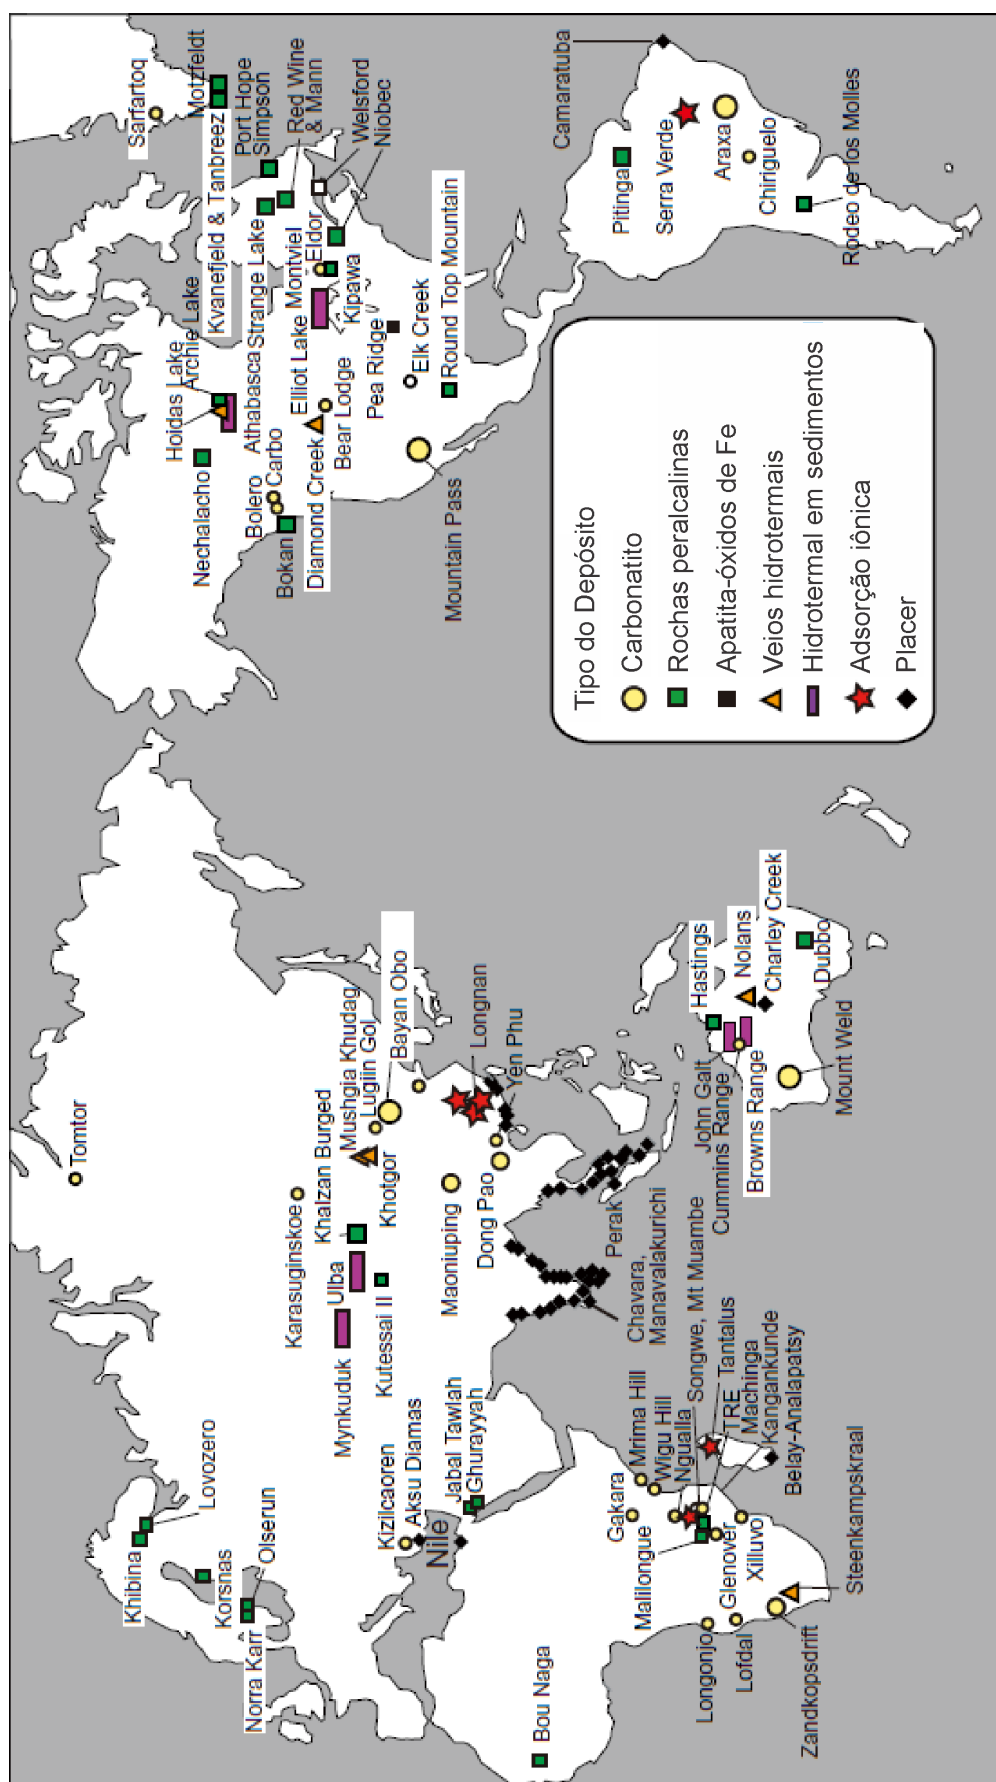 Sarfartoq
Motzfeldt
Kvanefjeld & Tanbreez
Port Hope
Simpson
Red Wine
& Mann
Welsford
Niobec
Strange Lake
Eldor
Montviel
Kipawa
Elliot Lake
Archie Lake
Hoidas Lake
Athabasca
Nechalacho
Bolero
Carbo
Bokan
Diamond Creek
Bear Lodge
Pea Ridge
Elk Creek
Round Top Mountain
Mountain Pass
Camaratuba
Pitinga
Serra Verde
Araxa
Chiriguelo
Rodeo de los Molles
Tomtor
Khibina
Lovozero
Korsnas
Norra Karr
Olserun
Karasuginskoe
Khalzan Burged
Mushgia Khudag
Lugiin Gol
Bayan Obo
Khotgor
Ulba
Mynkuduk
Kutessai II
Maoniuping
Dong Pao
Longnan
Yen Phu
Kizilcaoren
Aksu Damas
Nile
Jabal Tawlah
Ghurayyah
Bou Naga
Perak
Chavara,
Manavalakurichi
Gakara
Mrima Hill
Wigu Hill
Ngualla
Songwe, Mt Muambe
Tantalus
TRE
Machinga
Kangankunde
Belay-Analapatsy
Mailongue
Glenover
Xilluvo
Longonjo
Lofdal
Zandkopsdrift
Steenkampskraal
Hastings
John Galt
Cummins Range
Browns Range
Nolans
Charley Creek
Dubbo
Mount Weld
Tipo do Depósito
Carbonatito
Rochas peralcalinas
Apatita-óxidos de Fe
Veios hidrotermais
Hidrotermal em sedimentos
Adsorção iônica
Placer